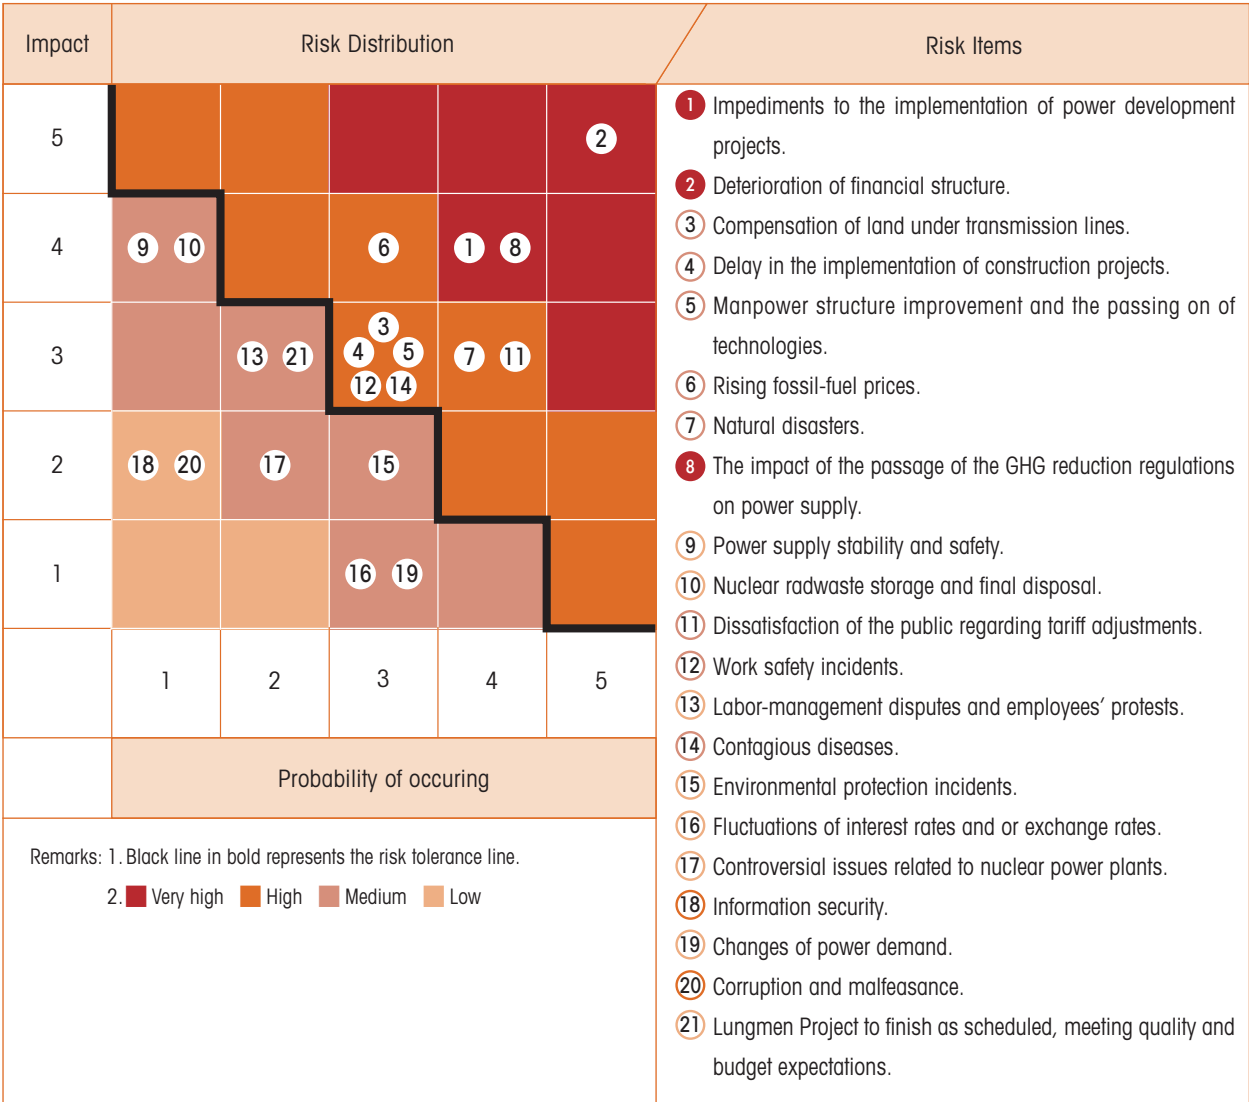 Impact
Risk Distribution
Risk Items
5
2
4
9 10
6
1 8
3
13 21
3
4 5
12 14
7 11
2
18 20
17
15
1
16 19
1 2 3 4 5
Probability of occuring
Remarks: 1. Black line in bold represents the risk tolerance line.
2. Very high High Medium Low
1 Impediments to the implementation of power development
projects.
2 Deterioration of financial structure.
3 Compensation of land under transmission lines.
4 Delay in the implementation of construction projects.
5 Manpower structure improvement and the passing on of
technologies.
6 Rising fossil-fuel prices.
7 Natural disasters.
8 The impact of the passage of the GHG reduction regulations
on power supply.
9 Power supply stability and safety.
10 Nuclear radwaste storage and final disposal.
11 Dissatisfaction of the public regarding tariff adjustments.
12 Work safety incidents.
13 Labor-management disputes and employees’ protests.
14 Contagious diseases.
15 Environmental protection incidents.
16 Fluctuations of interest rates and or exchange rates.
17 Controversial issues related to nuclear power plants.
18 Information security.
19 Changes of power demand.
20 Corruption and malfeasance.
21 Lungmen Project to finish as scheduled, meeting quality and
budget expectations.